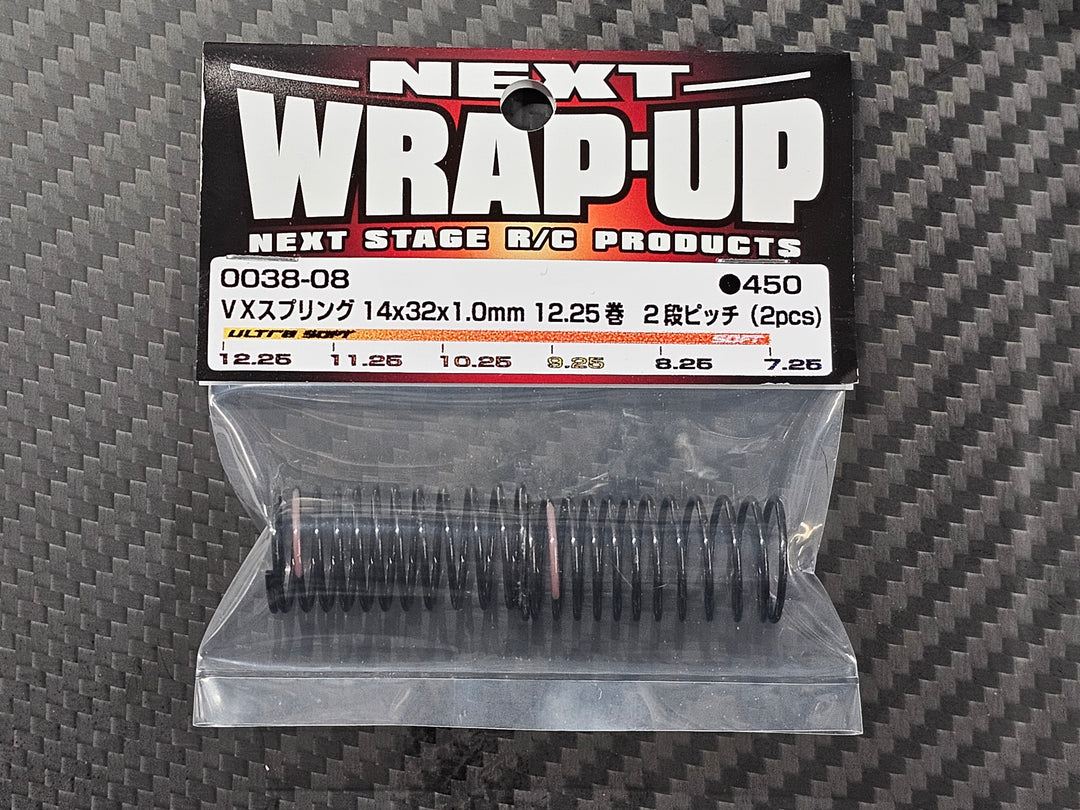 NEXT
WRAP-UP
NEXT STAGE R/C PRODUCTS
0038-08 ●450
VXスプリング 14x32x1.0mm 12.25巻 2段ピッチ (2pcs)
ULTRA SOFT SOFT
12.25 11.25 10.25 9.25 8.25 7.25